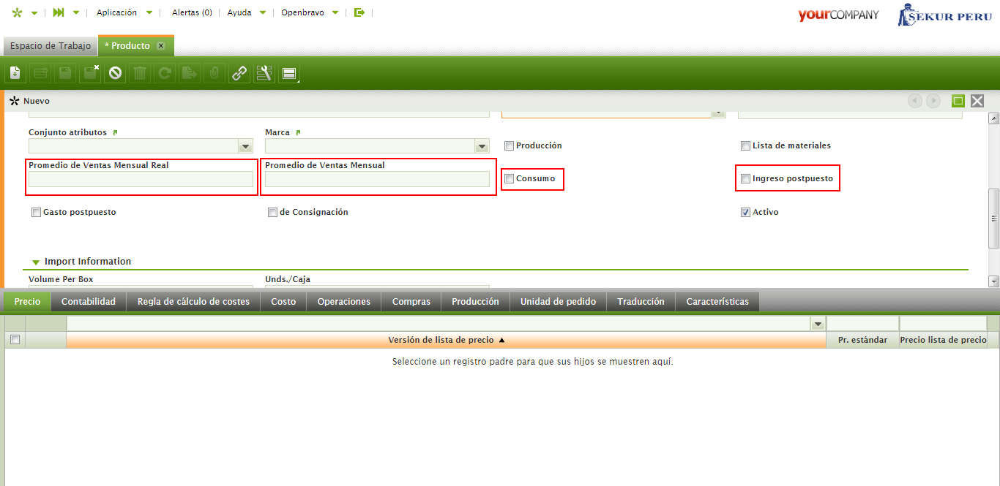 Aplicación Alertas (0) Ayuda Openbravo
yourCOMPANY SEKUR PERU
Espacio de Trabajo * Producto
Nuevo
Conjunto atributos Marca Producción Lista de materiales
Promedio de Ventas Mensual Real Promedio de Ventas Mensual Consumo Ingreso postpuesto
Gasto postpuesto de Consignación Activo
Import Information
Volume Per Box Unds./Caja
Precio Contabilidad Regla de cálculo de costes Costo Operaciones Compras Producción Unidad de pedido Traducción Características
Versión de lista de precio Pr. estándar Precio lista de precio
Seleccione un registro padre para que sus hijos se muestren aquí.